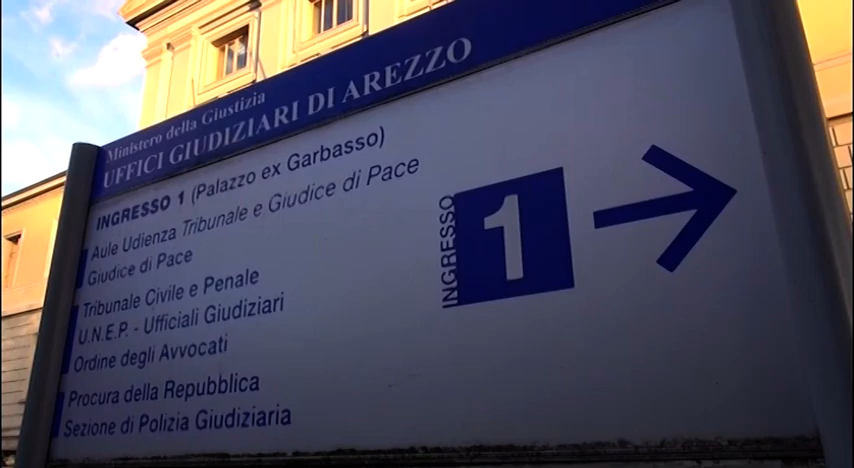 Ministero della Giustizia
UFFICI GIUDIZIARI DI AREZZO
INGRESSO 1 (Palazzo ex Garbasso)
Aule Udienza Tribunale e Giudice di Pace
Giudice di Pace
Tribunale Civile e Penale
U.N.E.P. - Ufficiali Giudiziari
Ordine degli Avvocati
Procura della Repubblica
Sezione di Polizia Giudiziaria
INGRESSO
1